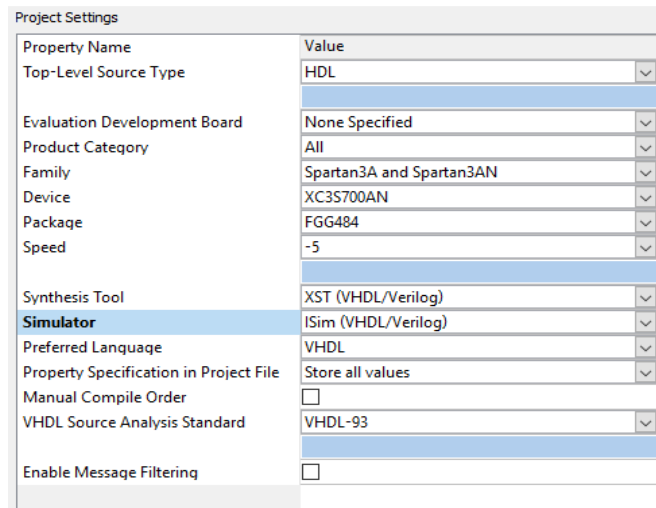 Project Settings
Property Name Value
Top-Level Source Type HDL
Evaluation Development Board None Specified
Product Category All
Family Spartan3A and Spartan3AN
Device XC3S700AN
Package FGG484
Speed -5
Synthesis Tool XST (VHDL/Verilog)
Simulator ISim (VHDL/Verilog)
Preferred Language VHDL
Property Specification in Project File Store all values
Manual Compile Order
VHDL Source Analysis Standard VHDL-93
Enable Message Filtering